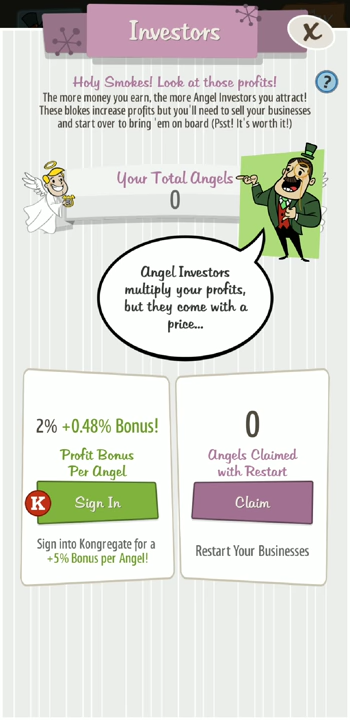 Investors
X
Holy Smokes! Look at those profits!
?
The more money you earn, the more Angel Investors you attract!
These blokes increase profits but you'll need to sell your businesses
and start over to bring 'em on board (Psst! It's worth it!)
Your Total Angels
0
Angel Investors
multiply your profits,
but they come with a
price...
2% +0.48% Bonus!
Profit Bonus
Per Angel
K
Sign In
Sign into Kongregate for a
+5% Bonus per Angel!
0
Angels Claimed
with Restart
Claim
Restart Your Businesses